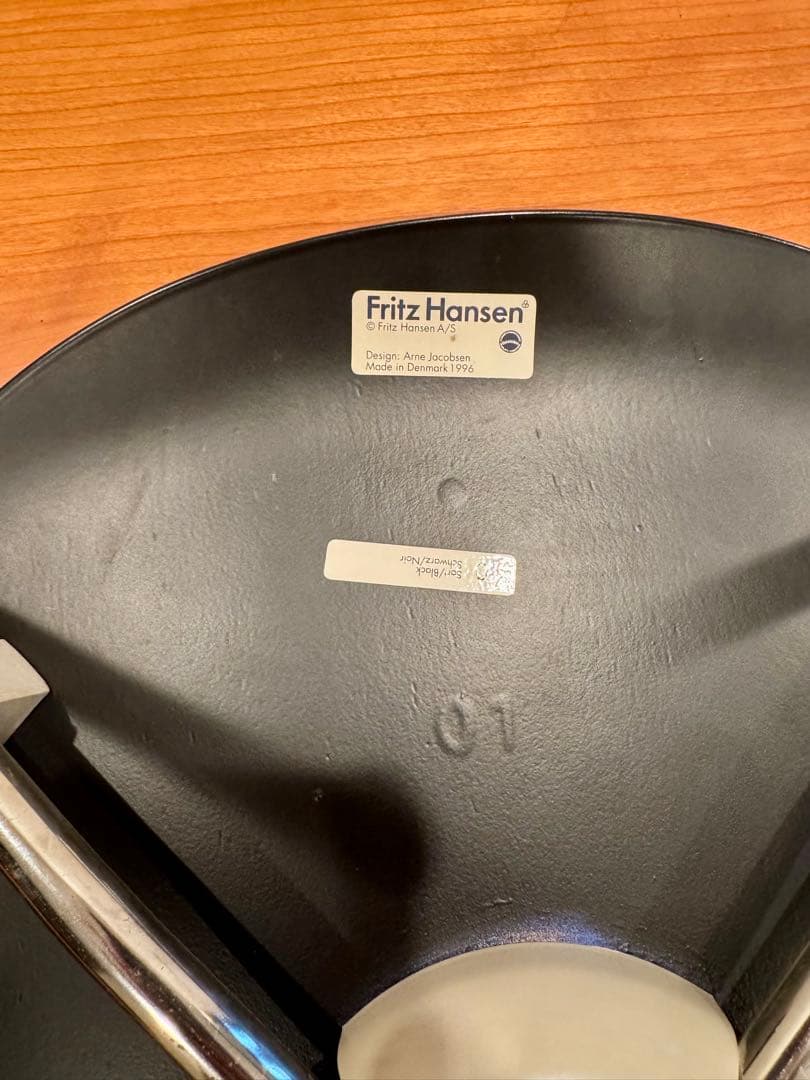 Fritz Hansen
© Fritz Hansen A/S
Design: Arne Jacobsen
Made in Denmark 1996
Sort/Black
Schwarz/Noir
01